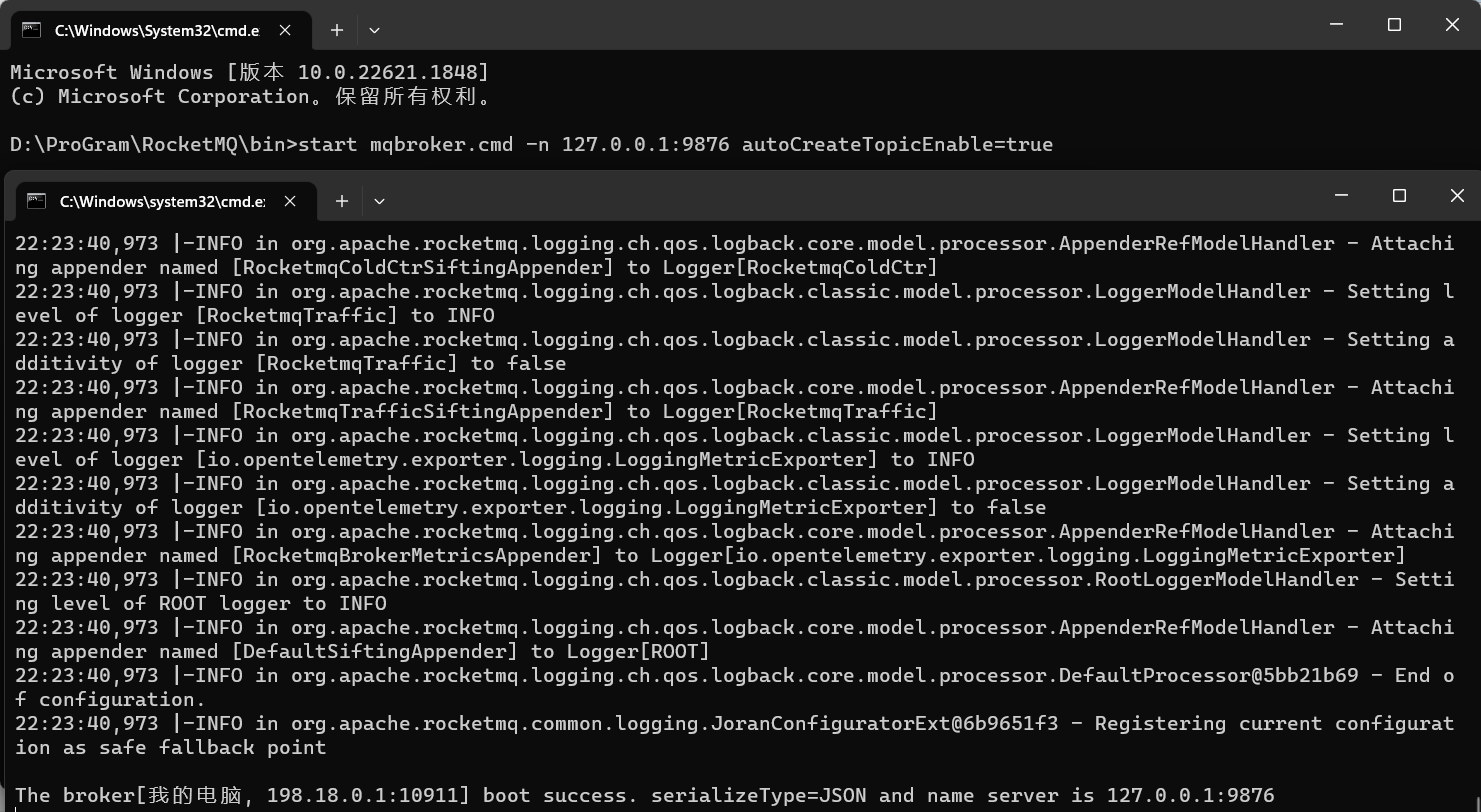 C:\Windows\System32\cmd.e
Microsoft Windows [版本 10.0.22621.1848]
(c) Microsoft Corporation。保留所有权利。
D:\ProGram\RocketMQ\bin>start mqbroker.cmd -n 127.0.0.1:9876 autoCreateTopicEnable=true
C:\Windows\system32\cmd.e
22:23:40,973 |-INFO in org.apache.rocketmq.logging.ch.qos.logback.core.model.processor.AppenderRefModelHandler - Attachi
ng appender named [RocketmqColdCtrSiftingAppender] to Logger[RocketmqColdCtr]
22:23:40,973 |-INFO in org.apache.rocketmq.logging.ch.qos.logback.classic.model.processor.LoggerModelHandler - Setting l
evel of logger [RocketmqTraffic] to INFO
22:23:40,973 |-INFO in org.apache.rocketmq.logging.ch.qos.logback.classic.model.processor.LoggerModelHandler - Setting a
dditivity of logger [RocketmqTraffic] to false
22:23:40,973 |-INFO in org.apache.rocketmq.logging.ch.qos.logback.core.model.processor.AppenderRefModelHandler - Attachi
ng appender named [RocketmqTrafficSiftingAppender] to Logger[RocketmqTraffic]
22:23:40,973 |-INFO in org.apache.rocketmq.logging.ch.qos.logback.classic.model.processor.LoggerModelHandler - Setting l
evel of logger [io.opentelemetry.exporter.logging.LoggingMetricExporter] to INFO
22:23:40,973 |-INFO in org.apache.rocketmq.logging.ch.qos.logback.classic.model.processor.LoggerModelHandler - Setting a
dditivity of logger [io.opentelemetry.exporter.logging.LoggingMetricExporter] to false
22:23:40,973 |-INFO in org.apache.rocketmq.logging.ch.qos.logback.core.model.processor.AppenderRefModelHandler - Attachi
ng appender named [RocketmqBrokerMetricsAppender] to Logger[io.opentelemetry.exporter.logging.LoggingMetricExporter]
22:23:40,973 |-INFO in org.apache.rocketmq.logging.ch.qos.logback.classic.model.processor.RootLoggerModelHandler - Setti
ng level of ROOT logger to INFO
22:23:40,973 |-INFO in org.apache.rocketmq.logging.ch.qos.logback.core.model.processor.AppenderRefModelHandler - Attachi
ng appender named [DefaultSiftingAppender] to Logger[ROOT]
22:23:40,973 |-INFO in org.apache.rocketmq.logging.ch.qos.logback.core.model.processor.DefaultProcessor@5bb21b69 - End o
f configuration.
22:23:40,973 |-INFO in org.apache.rocketmq.common.logging.JoranConfiguratorExt@6b9651f3 - Registering current configurat
ion as safe fallback point
The broker[我的电脑, 198.18.0.1:10911] boot success. serializeType=JSON and name server is 127.0.0.1:9876